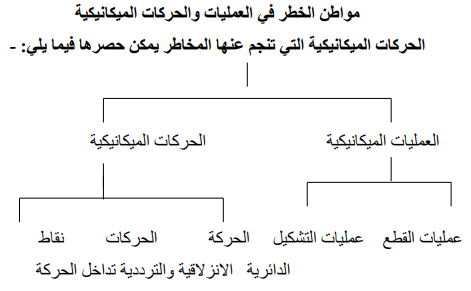 مواطن الخطر في العمليات والحركات الميكانيكية
الحركات الميكانيكية التي تنجم عنها المخاطر يمكن حصرها فيما يلي: -
العمليات الميكانيكية
الحركات الميكانيكية
عمليات القطع عمليات التشكيل الحركة الحركات نقاط
الدائرية الانزلاقية والترددية تداخل الحركة